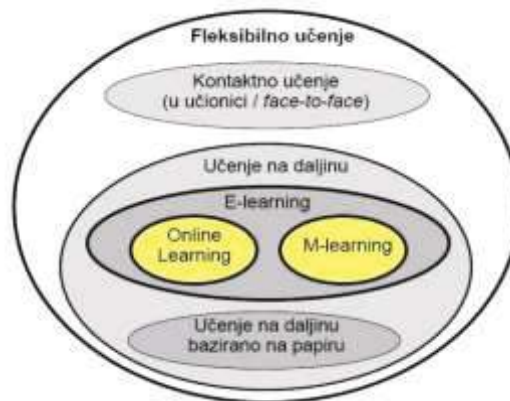 Fleksibilno učenje
Kontaktno učenje
(u učionici / face-to-face)
Učenje na daljinu
E-learning
Online
Learning
M-learning
Učenje na daljinu
bazirano na papiru